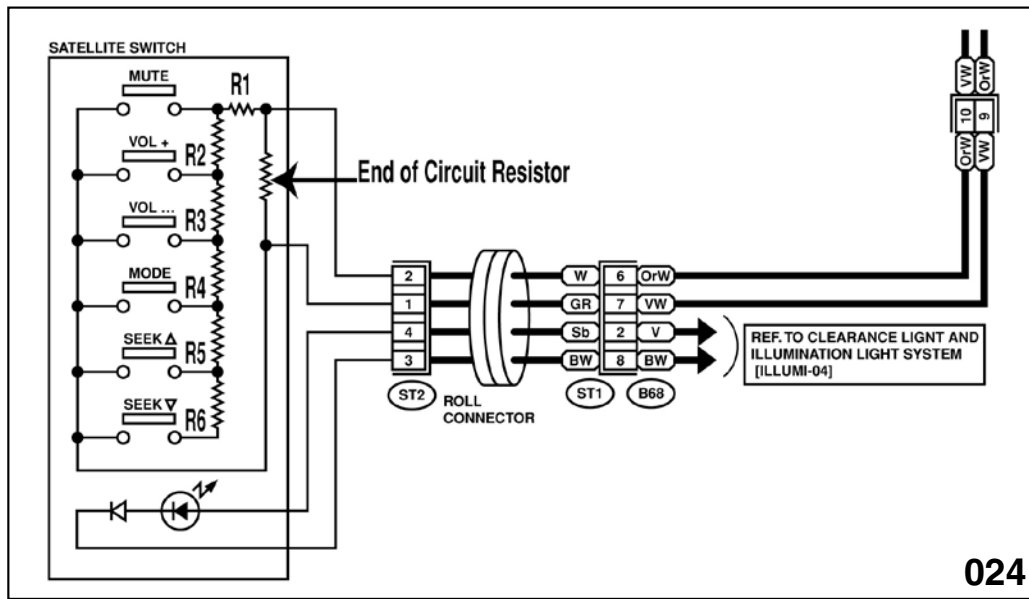 SATELLITE SWITCH
MUTE
R1
VOL +
R2
End of Circuit Resistor
VOL ...
R3
MODE
R4
SEEK △
R5
SEEK ▽
R6
2
1
4
3
ST2
ROLL
CONNECTOR
W 6 OrW
GR 7 VW
Sb 2 V
BW 8 BW
ST1
B68
VW OrW
10 9
OrW VW
REF. TO CLEARANCE LIGNT AND
ILLUMINATION LIGHT SYSTEM
[ILLUMI-04]
024